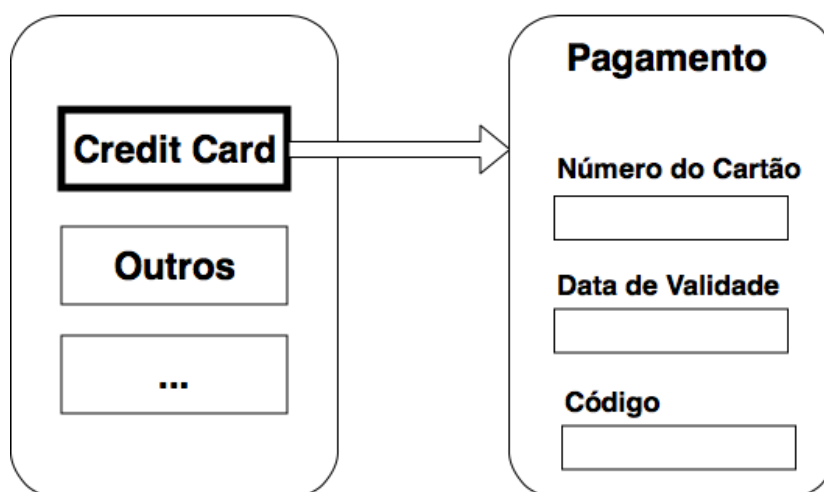 Credit Card
Outros
...
Pagamento
Número do Cartão
Data de Validade
Código